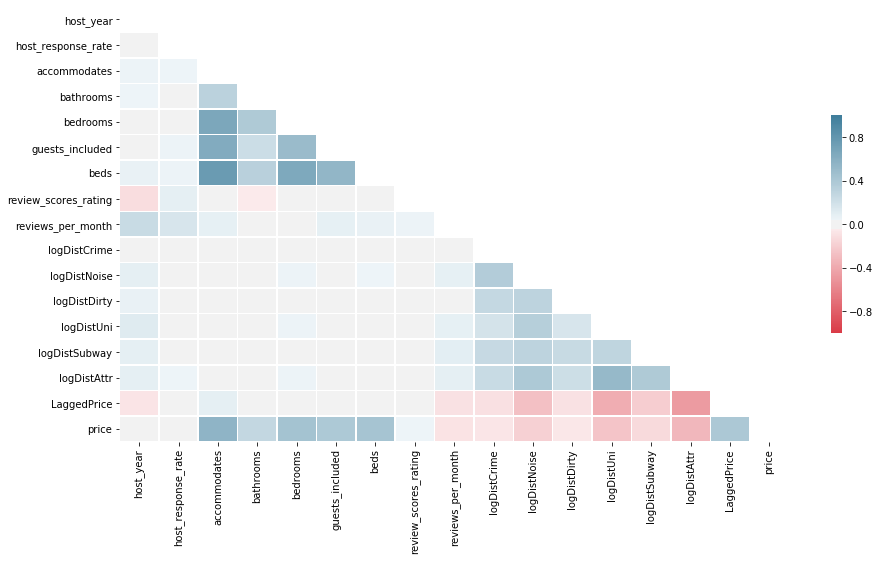 host_year
host_response_rate
accommodates
bathrooms
bedrooms
guests_included
beds
review_scores_rating
reviews_per_month
logDistCrime
logDistNoise
logDistDirty
logDistUni
logDistSubway
logDistAttr
LaggedPrice
price
host_year
host_response_rate
accommodates
bathrooms
bedrooms
guests_included
beds
review_scores_rating
reviews_per_month
logDistCrime
logDistNoise
logDistDirty
logDistUni
logDistSubway
logDistAttr
LaggedPrice
price
0.8
0.4
0.0
−0.4
−0.8